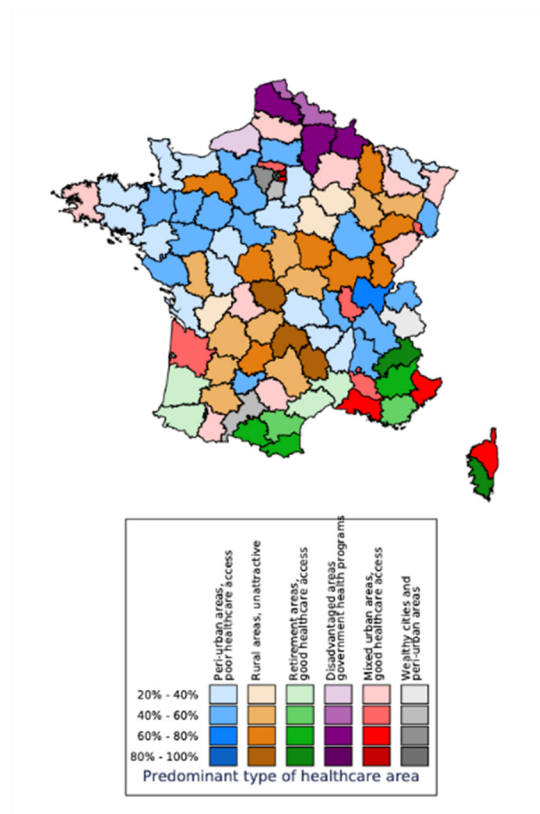 Peri-urban areas,
poor healthcare access
Rural areas, unattractive
Retirement areas,
good healthcare access
Disadvantaged areas
government health programs
Mixed urban areas,
good healthcare access
Wealthy cities and
peri-urban areas
20% - 40%
40% - 60%
60% - 80%
80% - 100%
Predominant type of healthcare area